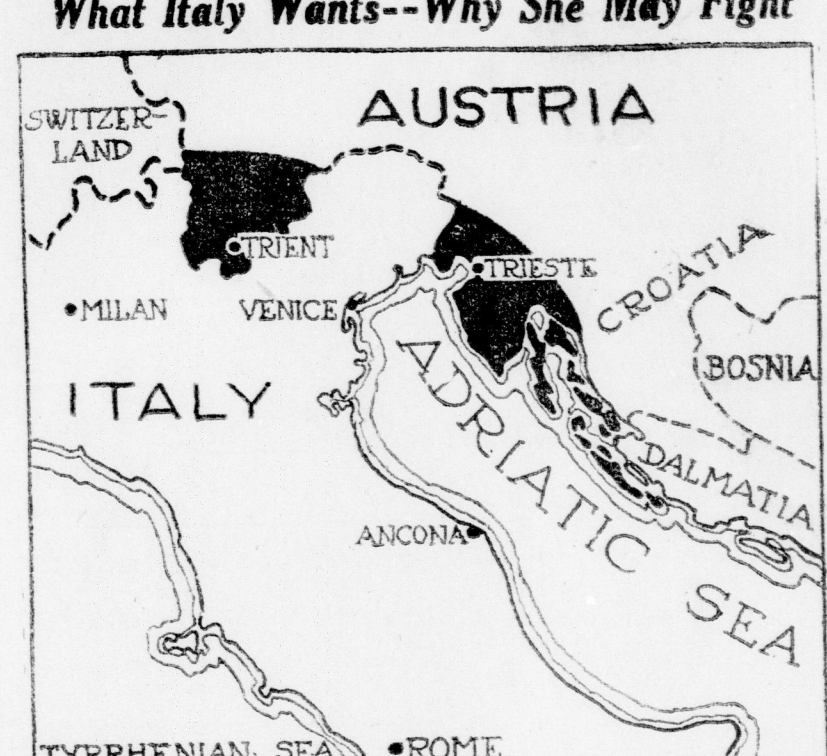 What Italy Wants--Why She May Fight
AUSTRIA
SWITZER-
LAND
TRIENT
TRIESTE
CROATIA
MILAN
VENICE
BOSNIA
ADRIATIC SEA
ITALY
DALMATIA
ANCONA
TYRRHENIAN SEA
ROME